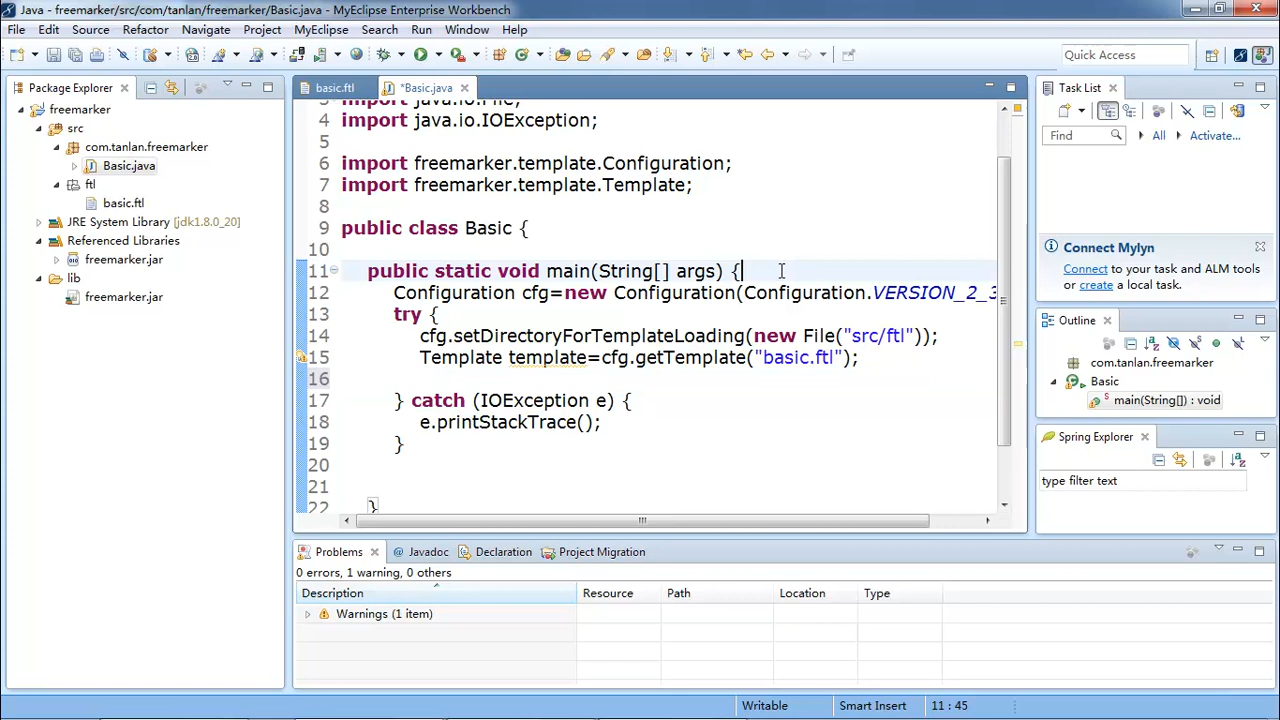 Java - freemarker/src/com/tanlan/freemarker/Basic.java - MyEclipse Enterprise Workbench
File Edit Source Refactor Navigate Project MyEclipse Search Run Window Help
Quick Access
Package Explorer
freemarker
src
com.tanlan.freemarker
Basic.java
ftl
basic.ftl
JRE System Library [jdk1.8.0_20]
Referenced Libraries
freemarker.jar
lib
freemarker.jar
basic.ftl *Basic.java
3 import java.io.File;
4 import java.io.IOException;
5
6 import freemarker.template.Configuration;
7 import freemarker.template.Template;
8
9 public class Basic {
10
11 public static void main(String[] args) {
12 Configuration cfg=new Configuration(Configuration.VERSION_2_3
13 try {
14 cfg.setDirectoryForTemplateLoading(new File("src/ftl"));
15 Template template=cfg.getTemplate("basic.ftl");
16
17 } catch (IOException e) {
18 e.printStackTrace();
19 }
20
21
22 }
Task List
Find All Activate...
Connect Mylyn
Connect to your task and ALM tools
or create a local task.
Outline
com.tanlan.freemarker
Basic
S main(String[]) : void
Spring Explorer
type filter text
Problems @ Javadoc Declaration Project Migration
0 errors, 1 warning, 0 others
Description Resource Path Location Type
Warnings (1 item)
Writable Smart Insert 11 : 45